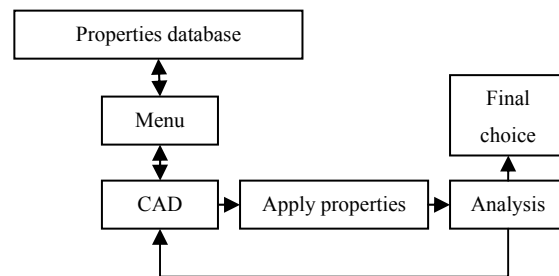 Properties database
Menu
Final
choice
CAD
Apply properties
Analysis